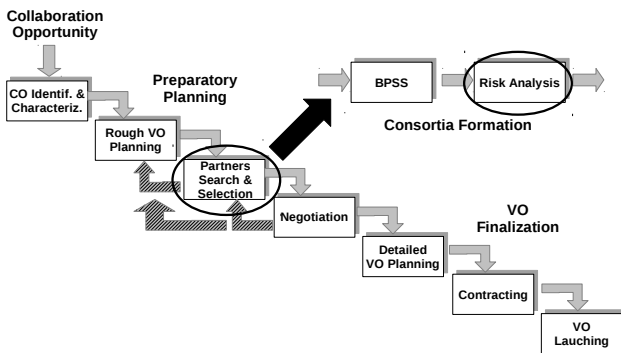 Collaboration
Opportunity
CO Identif. &
Characteriz.
Preparatory
Planning
Rough VO
Planning
Partners
Search &
Selection
BPSS
Risk Analysis
Consortia Formation
Negotiation
VO
Finalization
Detailed
VO Planning
Contracting
VO
Lauching